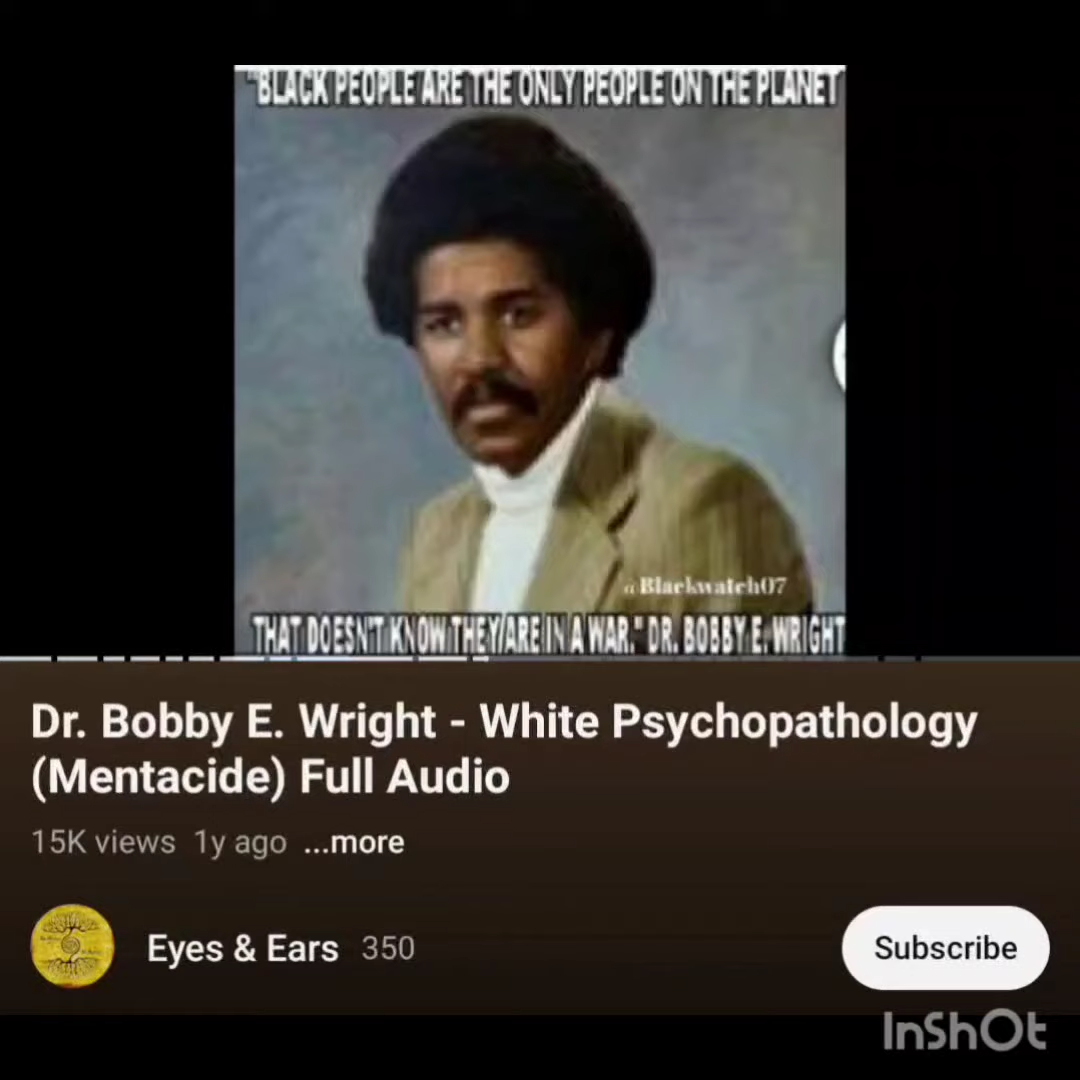 "BLACK PEOPLE ARE THE ONLY PEOPLE ON THE PLANET
@Blackwatch07
THAT DOESN'T KNOW THEY ARE IN A WAR." DR. BOBBY E. WRIGHT
Dr. Bobby E. Wright - White Psychopathology
(Mentacide) Full Audio
15K views 1y ago ...more
Eyes & Ears 350
Subscribe
InShOt